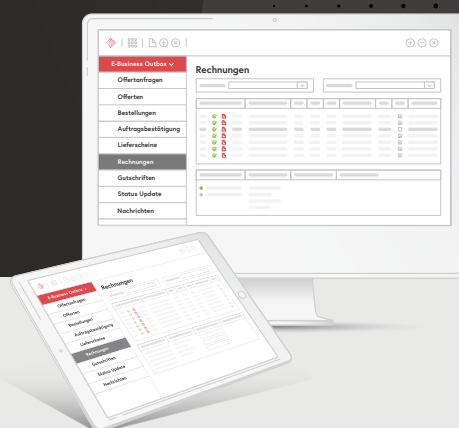 E-Business Outbox
Rechnungen
Offertanfragen
Offerten
Bestellungen
Auftragsbestätigung
Lieferscheine
Rechnungen
Gutschriften
Status Update
Nachrichten
E-Business Outbox
Rechnungen
Offertanfragen
Offerten
Bestellungen
Auftragsbestätigung
Lieferscheine
Rechnungen
Gutschriften
Status Update
Nachrichten